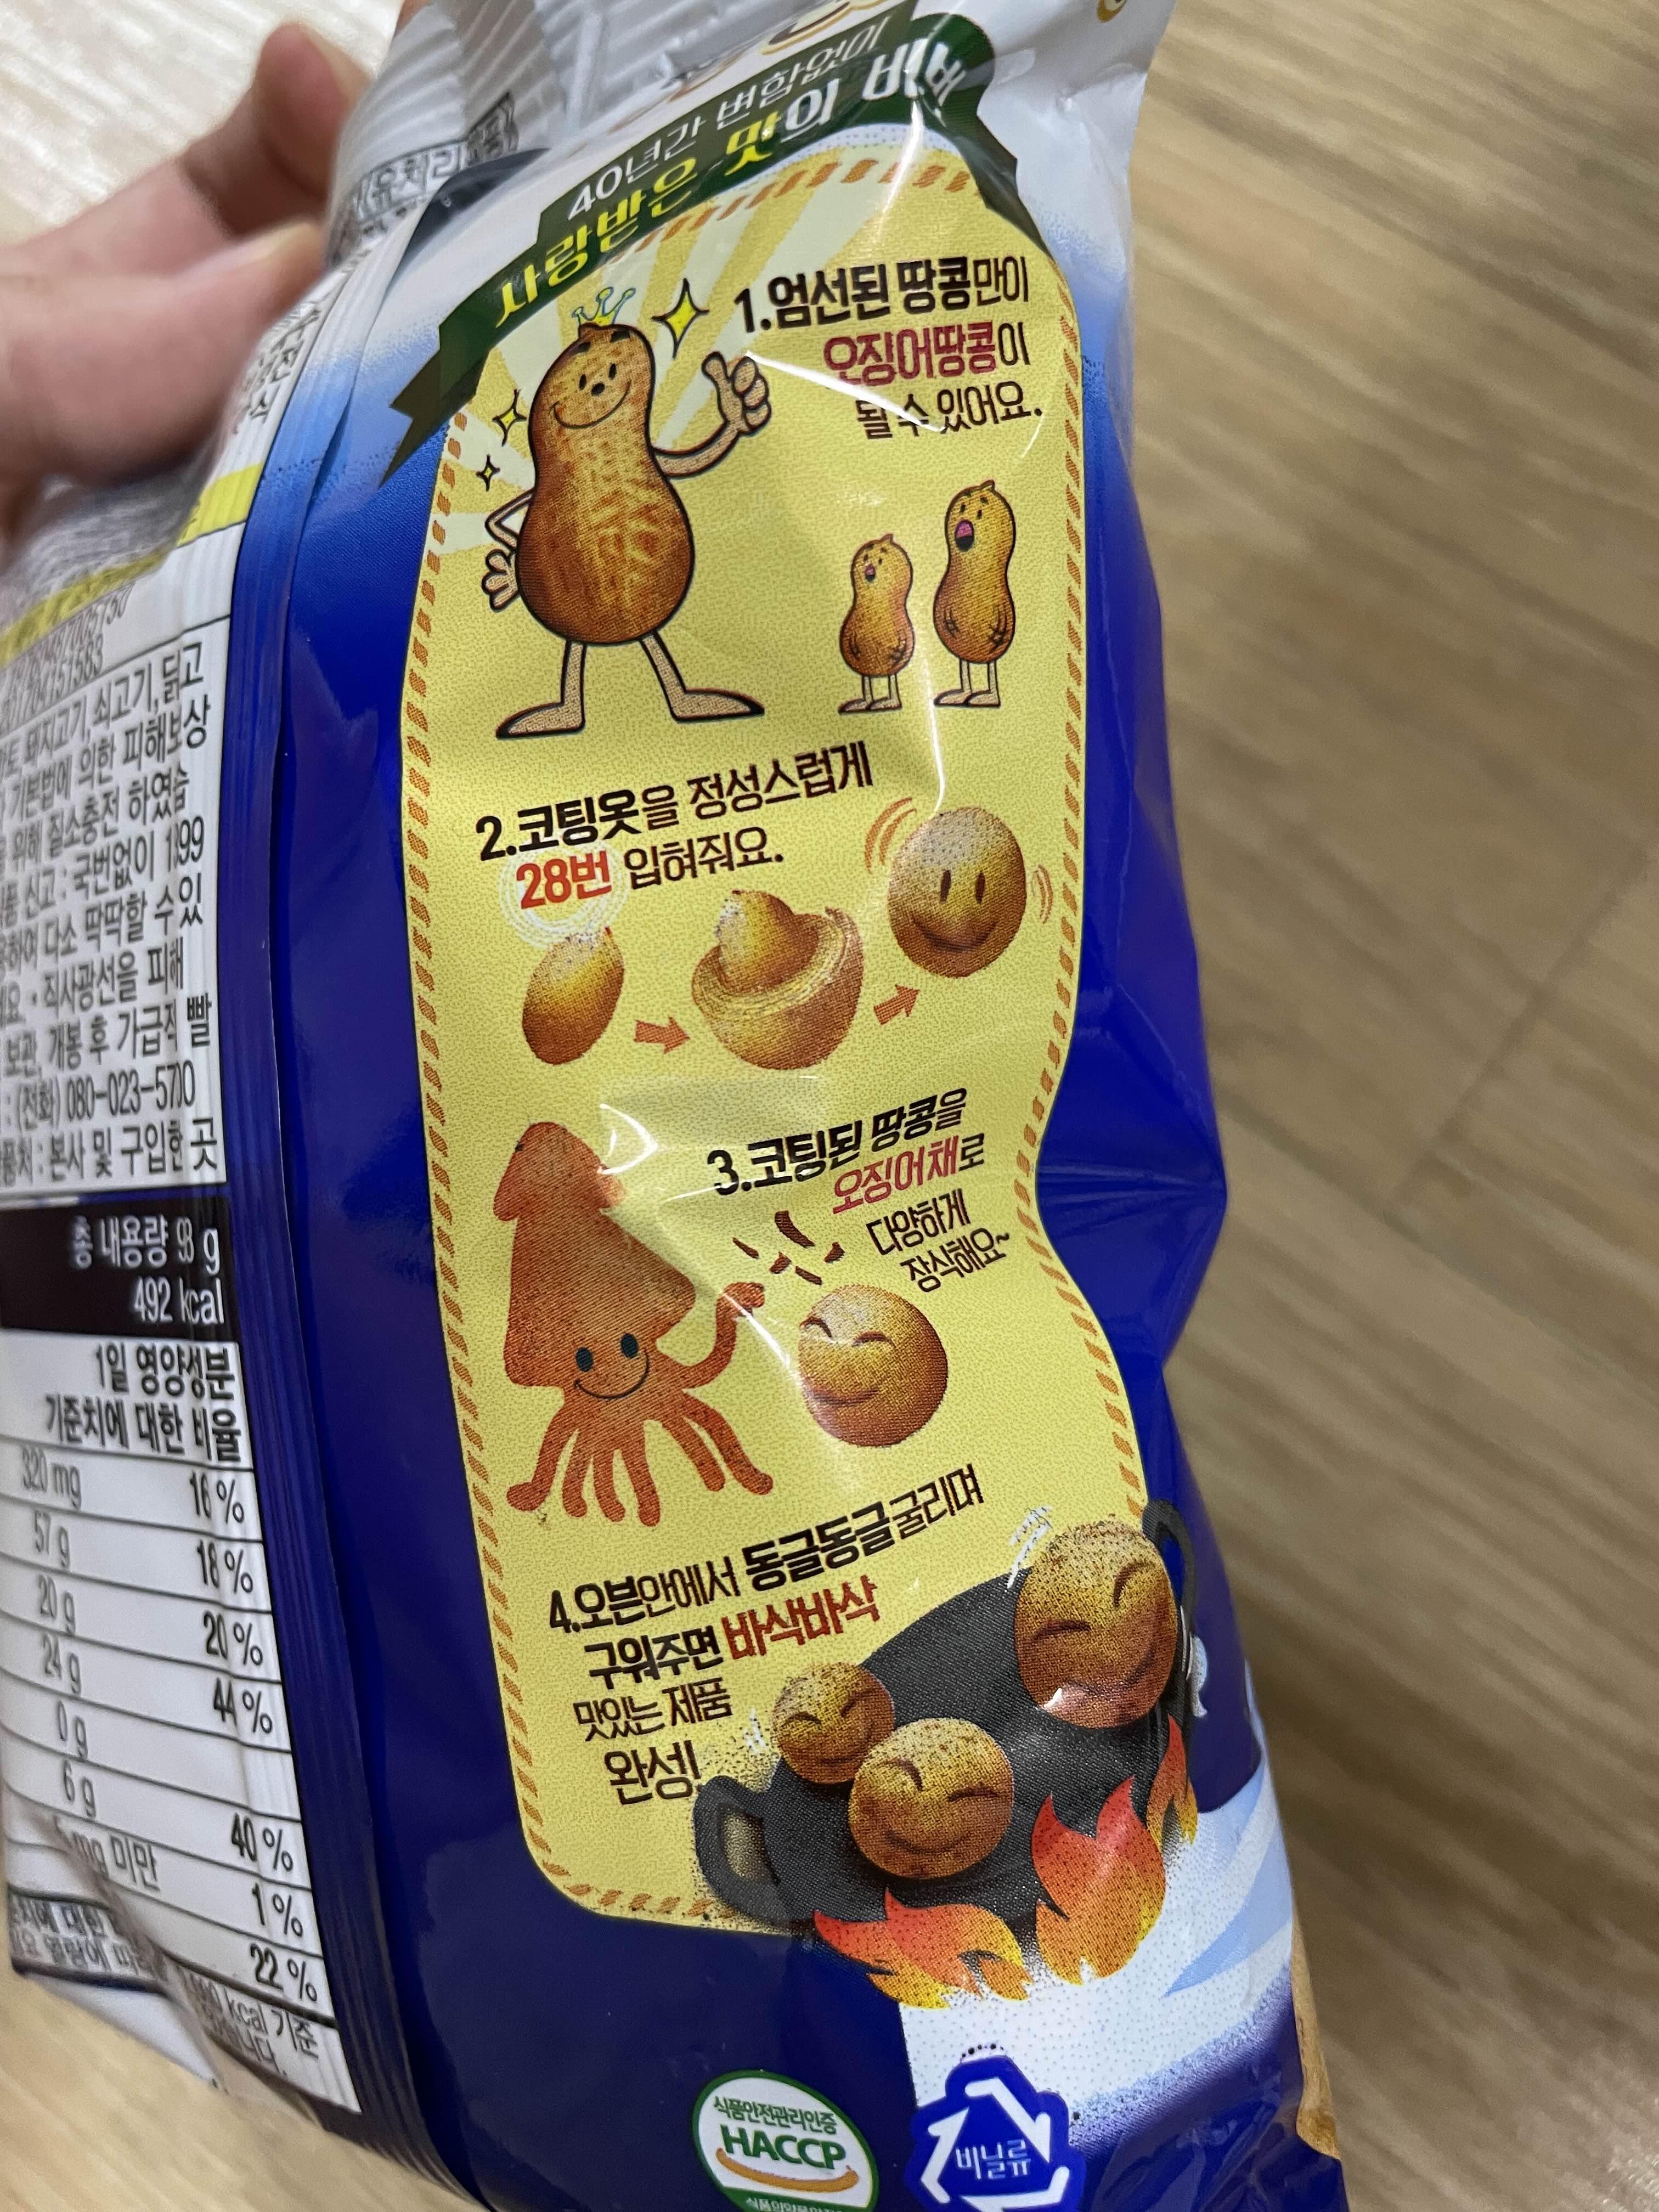 40년간 변함없이
사랑받은 맛의 비밀
1.엄선된 땅콩만이
오징어땅콩이
될 수 있어요.
2.코팅옷을 정성스럽게
28번 입혀줘요.
3.코팅된 땅콩을
오징어채로
다양하게
장식해요~
4.오븐안에서 동글동글 굴리며
구워주면 바삭바삭
맛있는 제품
완성!
식품안전관리인증
HACCP
비닐류
돼지고기, 쇠고기, 닭고
기본법에 의한 피해보상
위해 질소충전 하였습
신고 : 국번없이 1399
다소 딱딱할 수 있
직사광선을 피해
보관, 개봉 후 가급적 빨
: (전화) 080-023-5700
: 본사 및 구입한 곳
총 내용량 98 g
492 kcal
1일 영양성분
기준치에 대한 비율
320 mg 16 %
57 g 18 %
20 g 20 %
24 g 44 %
0 g
6 g 40 %
5 mg 미만 1 %
22 %
kcal 기준